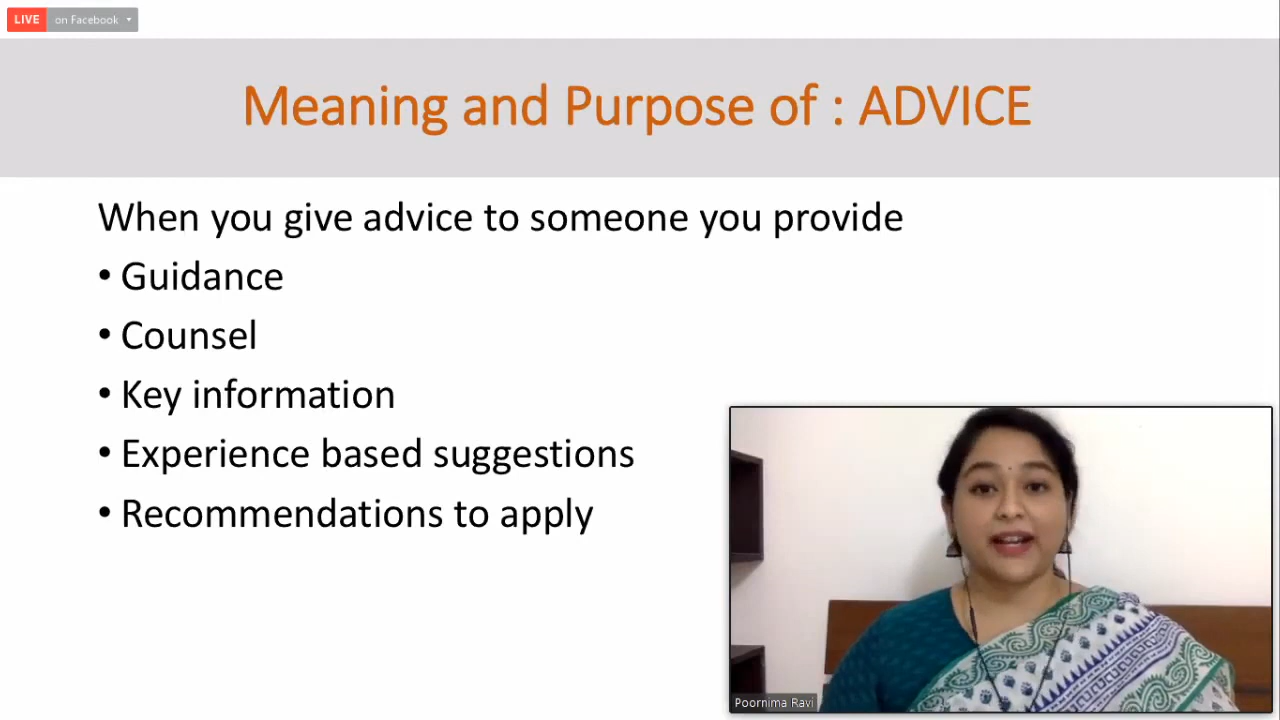 LIVE on Facebook
Meaning and Purpose of : ADVICE
When you give advice to someone you provide
• Guidance
• Counsel
• Key information
• Experience based suggestions
• Recommendations to apply
Poornima Ravi